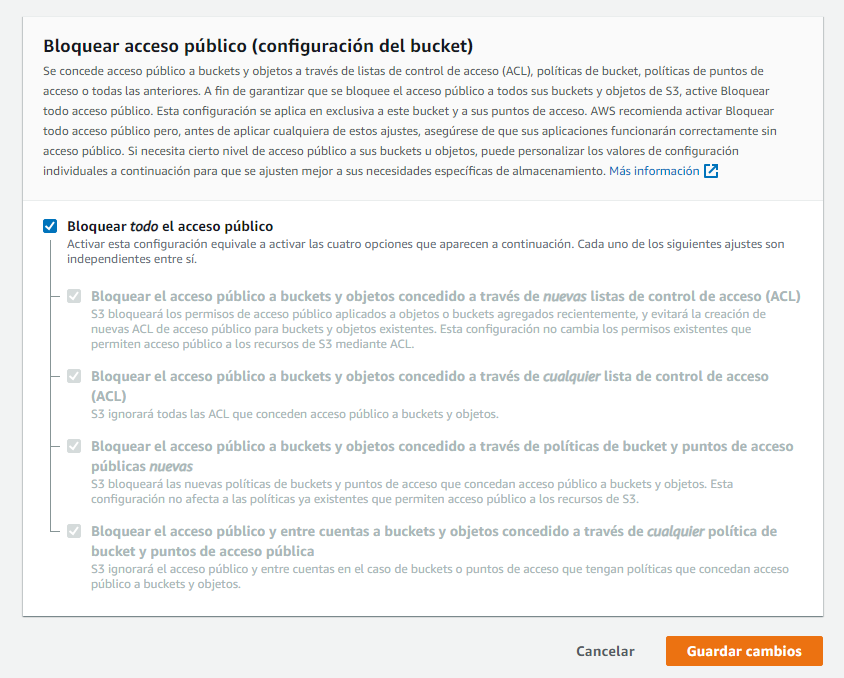 Bloquear acceso público (configuración del bucket)
Se concede acceso público a buckets y objetos a través de listas de control de acceso (ACL), políticas de bucket, políticas de puntos de
acceso o todas las anteriores. A fin de garantizar que se bloquee el acceso público a todos sus buckets y objetos de S3, active Bloquear
todo acceso público. Esta configuración se aplica en exclusiva a este bucket y a sus puntos de acceso. AWS recomienda activar Bloquear
todo acceso público pero, antes de aplicar cualquiera de estos ajustes, asegúrese de que sus aplicaciones funcionarán correctamente sin
acceso público. Si necesita cierto nivel de acceso público a sus buckets u objetos, puede personalizar los valores de configuración
individuales a continuación para que se ajusten mejor a sus necesidades específicas de almacenamiento. Más información
Bloquear todo el acceso público
Activar esta configuración equivale a activar las cuatro opciones que aparecen a continuación. Cada uno de los siguientes ajustes son
independientes entre sí.
Bloquear el acceso público a buckets y objetos concedido a través de nuevas listas de control de acceso (ACL)
S3 bloqueará los permisos de acceso público aplicados a objetos o buckets agregados recientemente, y evitará la creación de
nuevas ACL de acceso público para buckets y objetos existentes. Esta configuración no cambia los permisos existentes que
permiten acceso público a los recursos de S3 mediante ACL.
Bloquear el acceso público a buckets y objetos concedido a través de cualquier lista de control de acceso
(ACL)
S3 ignorará todas las ACL que conceden acceso público a buckets y objetos.
Bloquear el acceso público a buckets y objetos concedido a través de políticas de bucket y puntos de acceso
públicas nuevas
S3 bloqueará las nuevas políticas de buckets y puntos de acceso que concedan acceso público a buckets y objetos. Esta
configuración no afecta a las políticas ya existentes que permiten acceso público a los recursos de S3.
Bloquear el acceso público y entre cuentas a buckets y objetos concedido a través de cualquier política de
bucket y puntos de acceso pública
S3 ignorará el acceso público y entre cuentas en el caso de buckets o puntos de acceso que tengan políticas que concedan acceso
público a buckets y objetos.
Cancelar
Guardar cambios